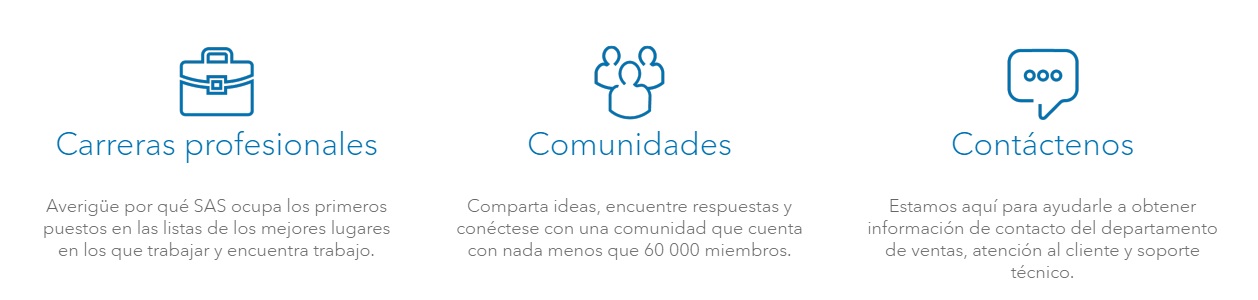 Carreras profesionales
Averigüe por qué SAS ocupa los primeros
puestos en las listas de los mejores lugares
en los que trabajar y encuentra trabajo.
Comunidades
Comparta ideas, encuentre respuestas y
conéctese con una comunidad que cuenta
con nada menos que 60 000 miembros.
Contáctenos
Estamos aquí para ayudarle a obtener
información de contacto del departamento
de ventas, atención al cliente y soporte
técnico.